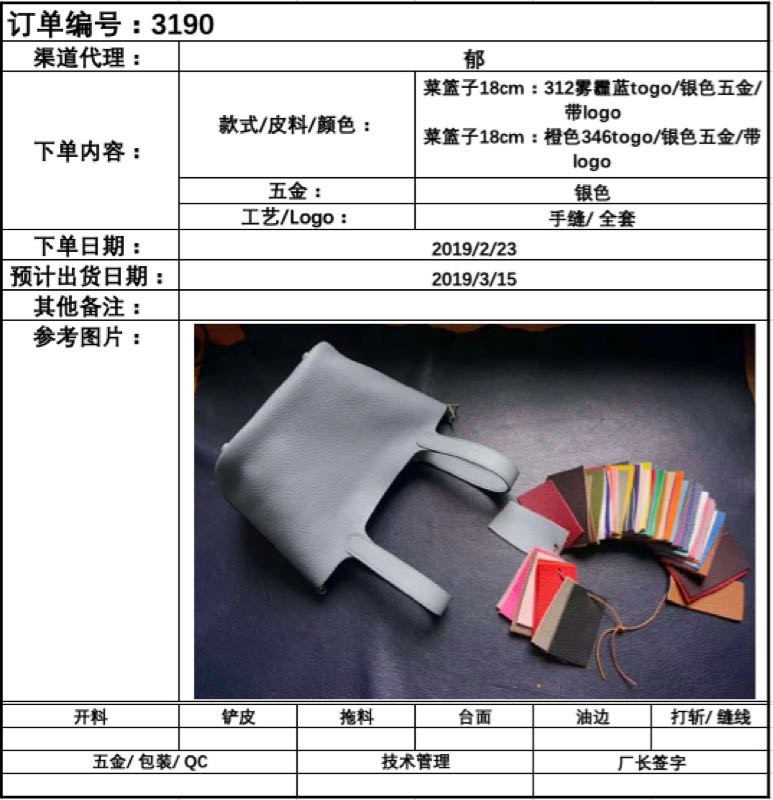 订单编号：3190
渠道代理：
郁
下单内容：
款式/皮料/颜色：
菜篮子18cm：312雾霾蓝togo/银色五金/
带logo
菜篮子18cm：橙色346togo/银色五金/带
logo
五金：
银色
工艺/Logo：
手缝/ 全套
下单日期：
2019/2/23
预计出货日期：
2019/3/15
其他备注：
参考图片：
开料
铲皮
拖料
台面
油边
打斩/ 缝线
五金/ 包装/ QC
技术管理
厂长签字